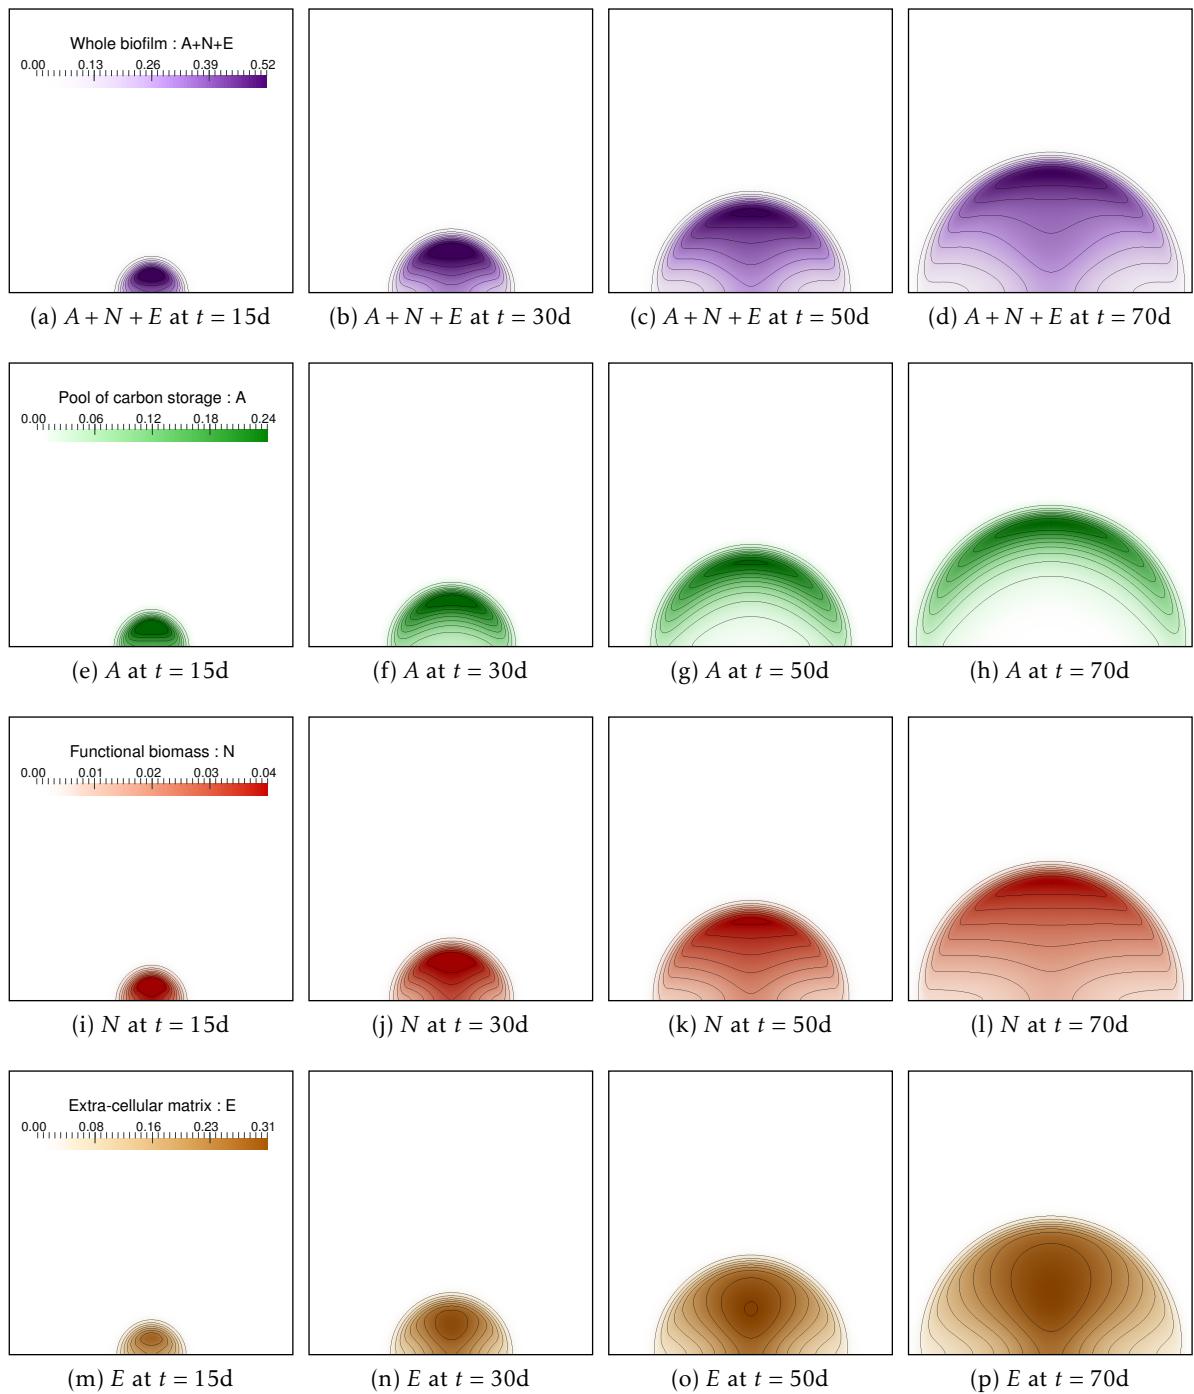 Whole biofilm : A+N+E
0.00 0.13 0.26 0.39 0.52
(a) A + N + E at t = 15d (b) A + N + E at t = 30d (c) A + N + E at t = 50d (d) A + N + E at t = 70d
Pool of carbon storage : A
0.00 0.06 0.12 0.18 0.24
(e) A at t = 15d (f) A at t = 30d (g) A at t = 50d (h) A at t = 70d
Functional biomass : N
0.00 0.01 0.02 0.03 0.04
(i) N at t = 15d (j) N at t = 30d (k) N at t = 50d (l) N at t = 70d
Extra-cellular matrix : E
0.00 0.08 0.16 0.23 0.31
(m) E at t = 15d (n) E at t = 30d (o) E at t = 50d (p) E at t = 70d